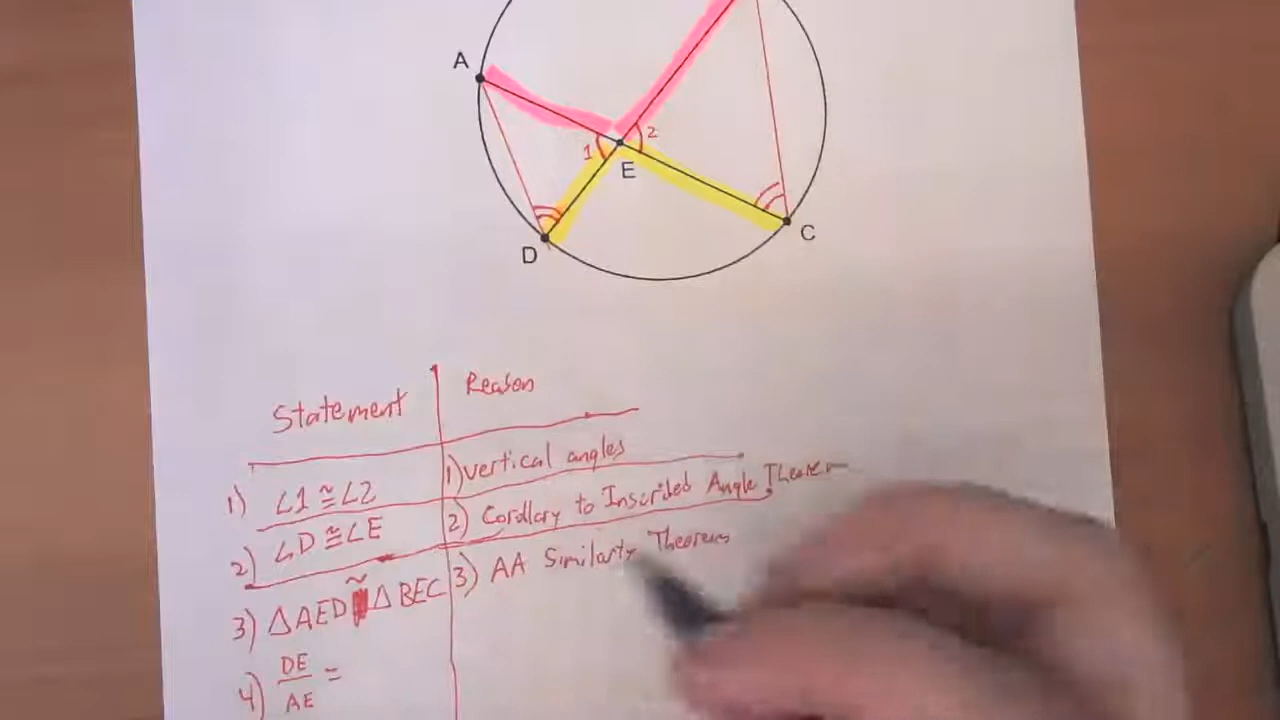 A
2
1
E
D
C
Statement Reason
1) ∠1 ≅ ∠2 1) vertical angles
2) ∠D ≅ ∠E 2) Corollary to Inscribed Angle Theorem
3) △AED ~ △BEC 3) AA Similarty Theorem
4) DE/AE =